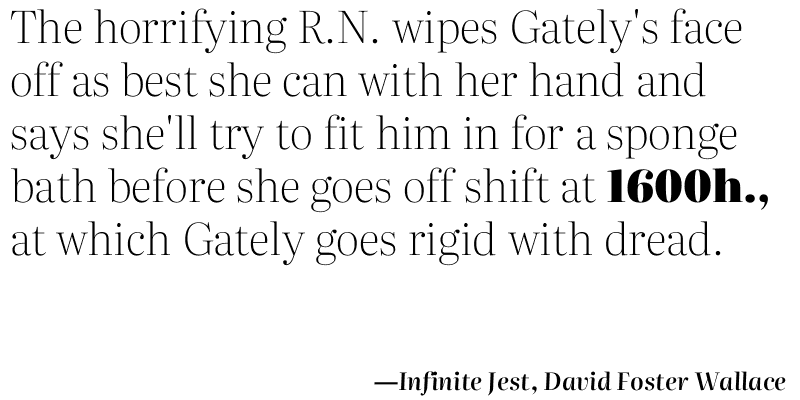 The horrifying R.N. wipes Gately's face
off as best she can with her hand and
says she'll try to fit him in for a sponge
bath before she goes off shift at 1600h.,
at which Gately goes rigid with dread.
—Infinite Jest, David Foster Wallace